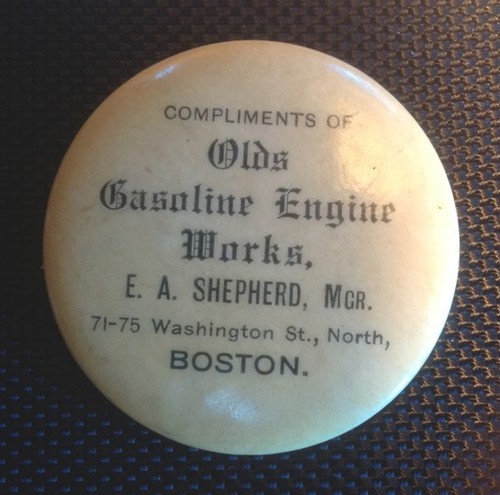 COMPLIMENTS OF
Olds
Gasoline Engine
Works,
E. A. SHEPHERD, MGR.
71-75 Washington St., North,
BOSTON.